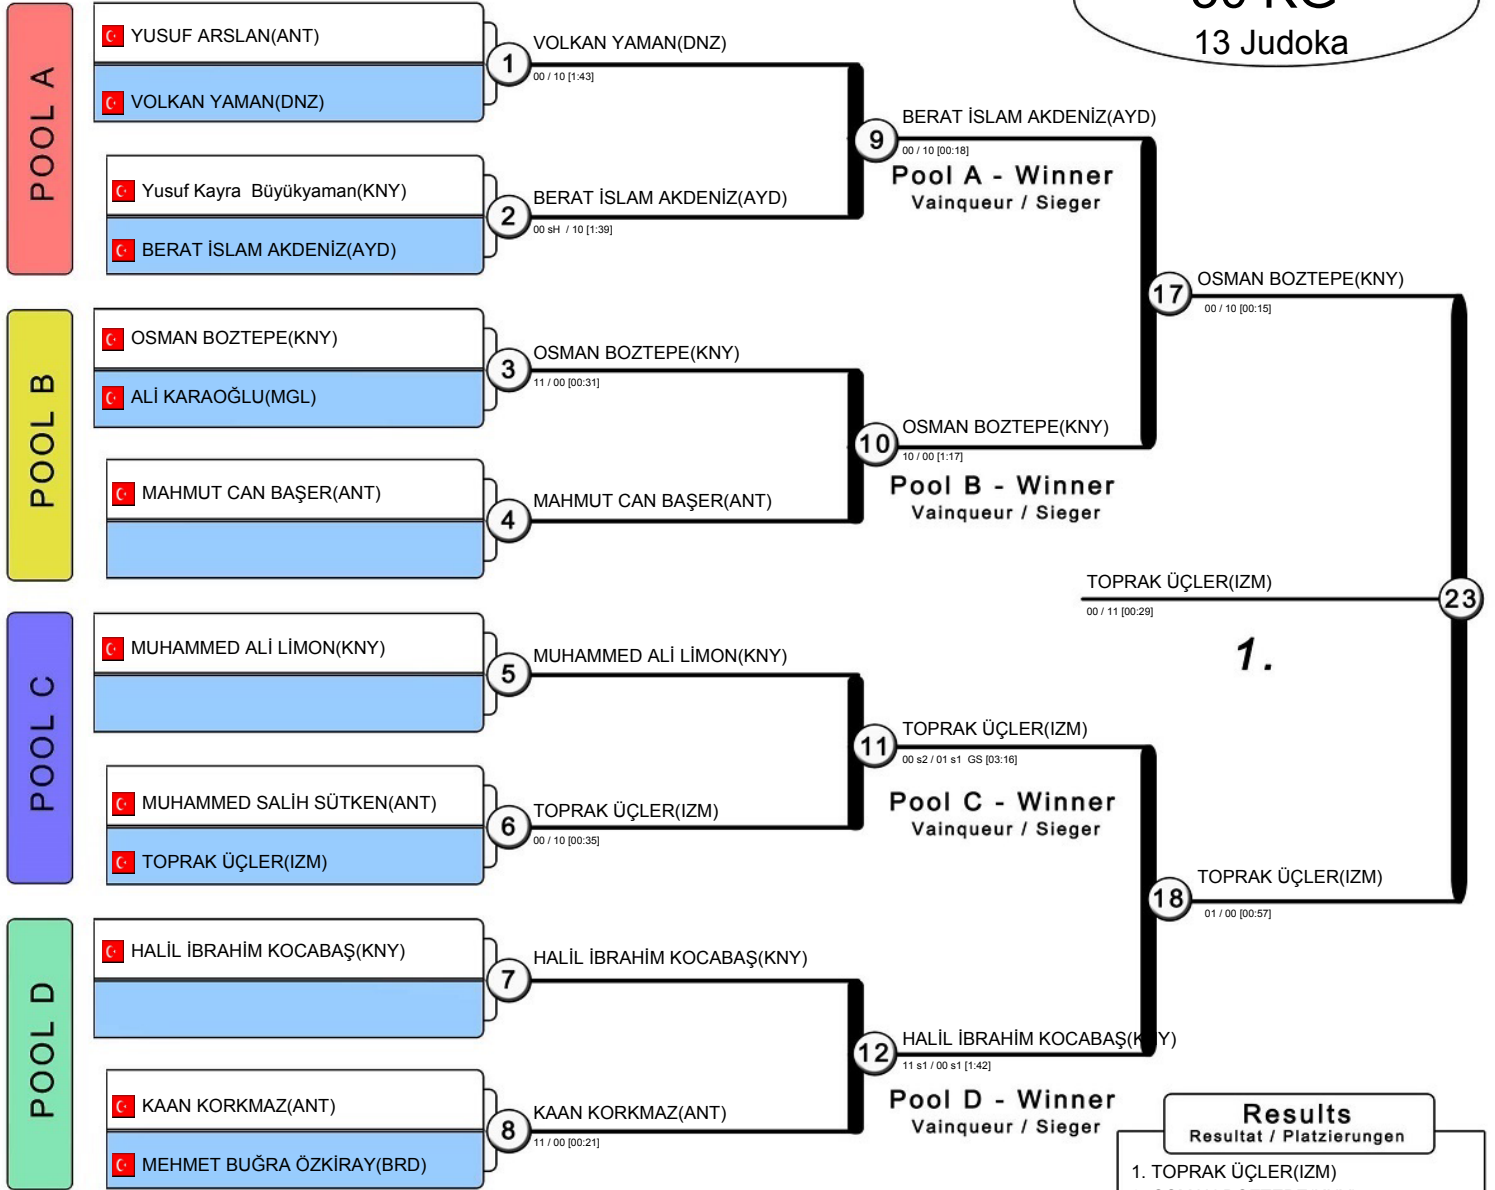 13 Judoka
POOL A
YUSUF ARSLAN(ANT)
VOLKAN YAMAN(DNZ)
Yusuf Kayra Büyükyaman(KNY)
BERAT İSLAM AKDENİZ(AYD)
1
VOLKAN YAMAN(DNZ)
00 / 10 [1:43]
2
BERAT İSLAM AKDENİZ(AYD)
00 sH / 10 [1:39]
9
BERAT İSLAM AKDENİZ(AYD)
00 / 10 [00:18]
Pool A - Winner
Vainqueur / Sieger
POOL B
OSMAN BOZTEPE(KNY)
ALİ KARAOĞLU(MGL)
MAHMUT CAN BAŞER(ANT)
3
OSMAN BOZTEPE(KNY)
11 / 00 [00:31]
4
MAHMUT CAN BAŞER(ANT)
10
OSMAN BOZTEPE(KNY)
10 / 00 [1:17]
Pool B - Winner
Vainqueur / Sieger
17
OSMAN BOZTEPE(KNY)
00 / 10 [00:15]
POOL C
MUHAMMED ALİ LİMON(KNY)
MUHAMMED SALİH SÜTKEN(ANT)
TOPRAK ÜÇLER(IZM)
5
MUHAMMED ALİ LİMON(KNY)
6
TOPRAK ÜÇLER(IZM)
00 / 10 [00:35]
11
TOPRAK ÜÇLER(IZM)
00 s2 / 01 s1 GS [03:16]
Pool C - Winner
Vainqueur / Sieger
POOL D
HALİL İBRAHİM KOCABAŞ(KNY)
KAAN KORKMAZ(ANT)
MEHMET BUĞRA ÖZKİRAY(BRD)
7
HALİL İBRAHİM KOCABAŞ(KNY)
8
KAAN KORKMAZ(ANT)
11 / 00 [00:21]
12
HALİL İBRAHİM KOCABAŞ(KNY)
11 s1 / 00 s1 [1:42]
Pool D - Winner
Vainqueur / Sieger
18
TOPRAK ÜÇLER(IZM)
01 / 00 [00:57]
23
TOPRAK ÜÇLER(IZM)
00 / 11 [00:29]
1.
Results
Resultat / Platzierungen
1. TOPRAK ÜÇLER(IZM)